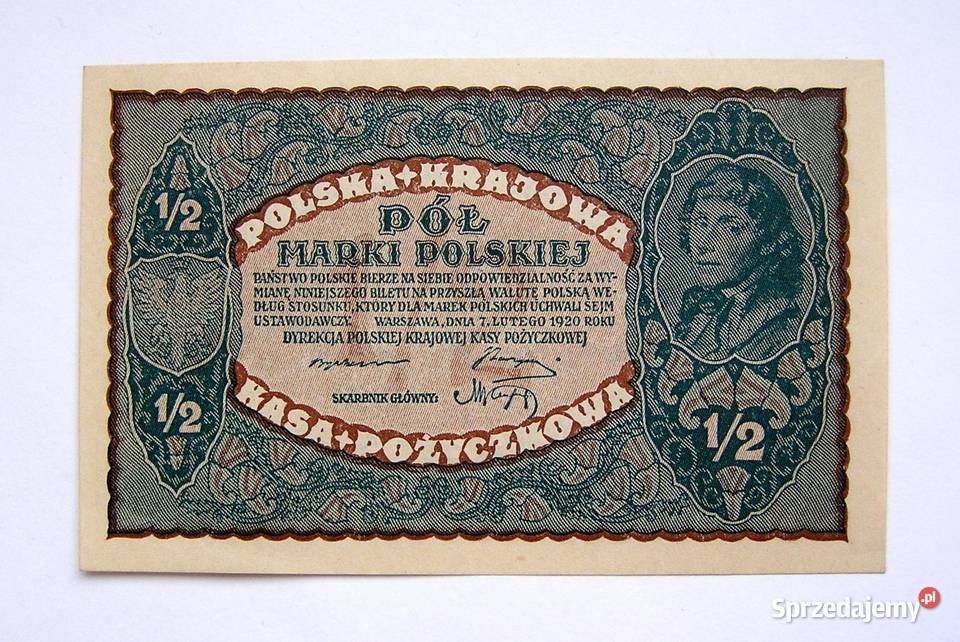 POLSKA + KRAJOWA
1/2
PÓŁ
MARKI POLSKIEJ
PAŃSTWO POLSKIE BIERZE NA SIEBIE ODPOWIEDZIALNOŚĆ ZA WY-
MIANĘ NINIEJSZEGO BILETU NA PRZYSZŁĄ WALUTĘ POLSKĄ WE-
DŁUG STOSUNKU, KTÓRY DLA MAREK POLSKICH UCHWALI SEJM
USTAWODAWCZY. WARSZAWA, DNIA 7. LUTEGO 1920 ROKU
DYREKCJA POLSKIEJ KRAJOWEJ KASY POŻYCZKOWEJ
SKARBNIK GŁÓWNY:
1/2
KASA + POŻYCZKOWA
1/2
Sprzedajemy.pl